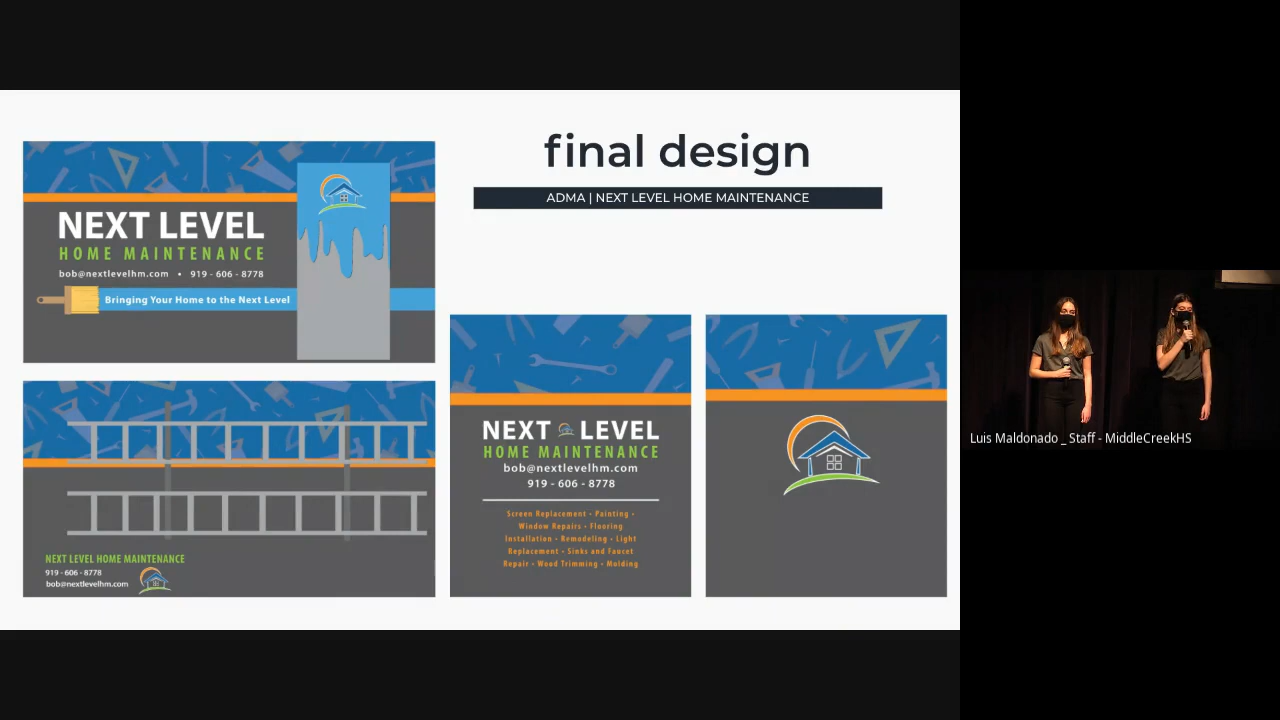 final design
ADMA | NEXT LEVEL HOME MAINTENANCE
NEXT LEVEL
HOME MAINTENANCE
bob@nextlevelhm.com • 919 - 606 - 8778
Bringing Your Home to the Next Level
NEXT LEVEL HOME MAINTENANCE
919 - 606 - 8778
bob@nextlevelhm.com
NEXT LEVEL
HOME MAINTENANCE
bob@nextlevelhm.com
919 - 606 - 8778
Screen Replacement • Painting •
Window Repairs • Flooring
Installation • Remodeling • Light
Replacement • Sinks and Faucet
Repair • Wood Trimming • Molding
Luis Maldonado _ Staff - MiddleCreekHS